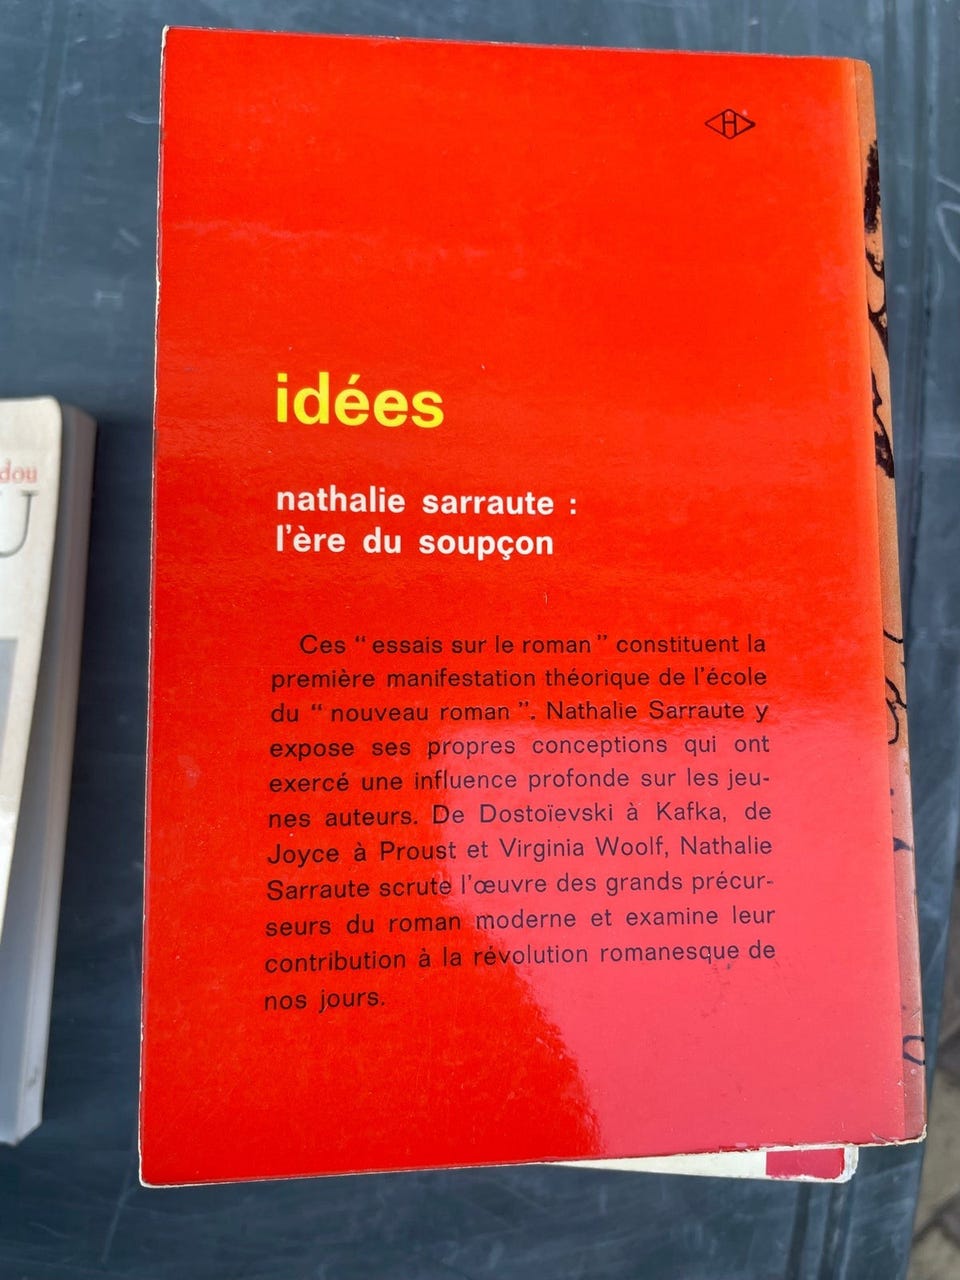 H
idées
nathalie sarraute :
l'ère du soupçon
Ces “ essais sur le roman ” constituent la
première manifestation théorique de l'école
du “ nouveau roman ”. Nathalie Sarraute y
expose ses propres conceptions qui ont
exercé une influence profonde sur les jeu-
nes auteurs. De Dostoïevski à Kafka, de
Joyce à Proust et Virginia Woolf, Nathalie
Sarraute scrute l'œuvre des grands précur-
seurs du roman moderne et examine leur
contribution à la révolution romanesque de
nos jours.
dou
U